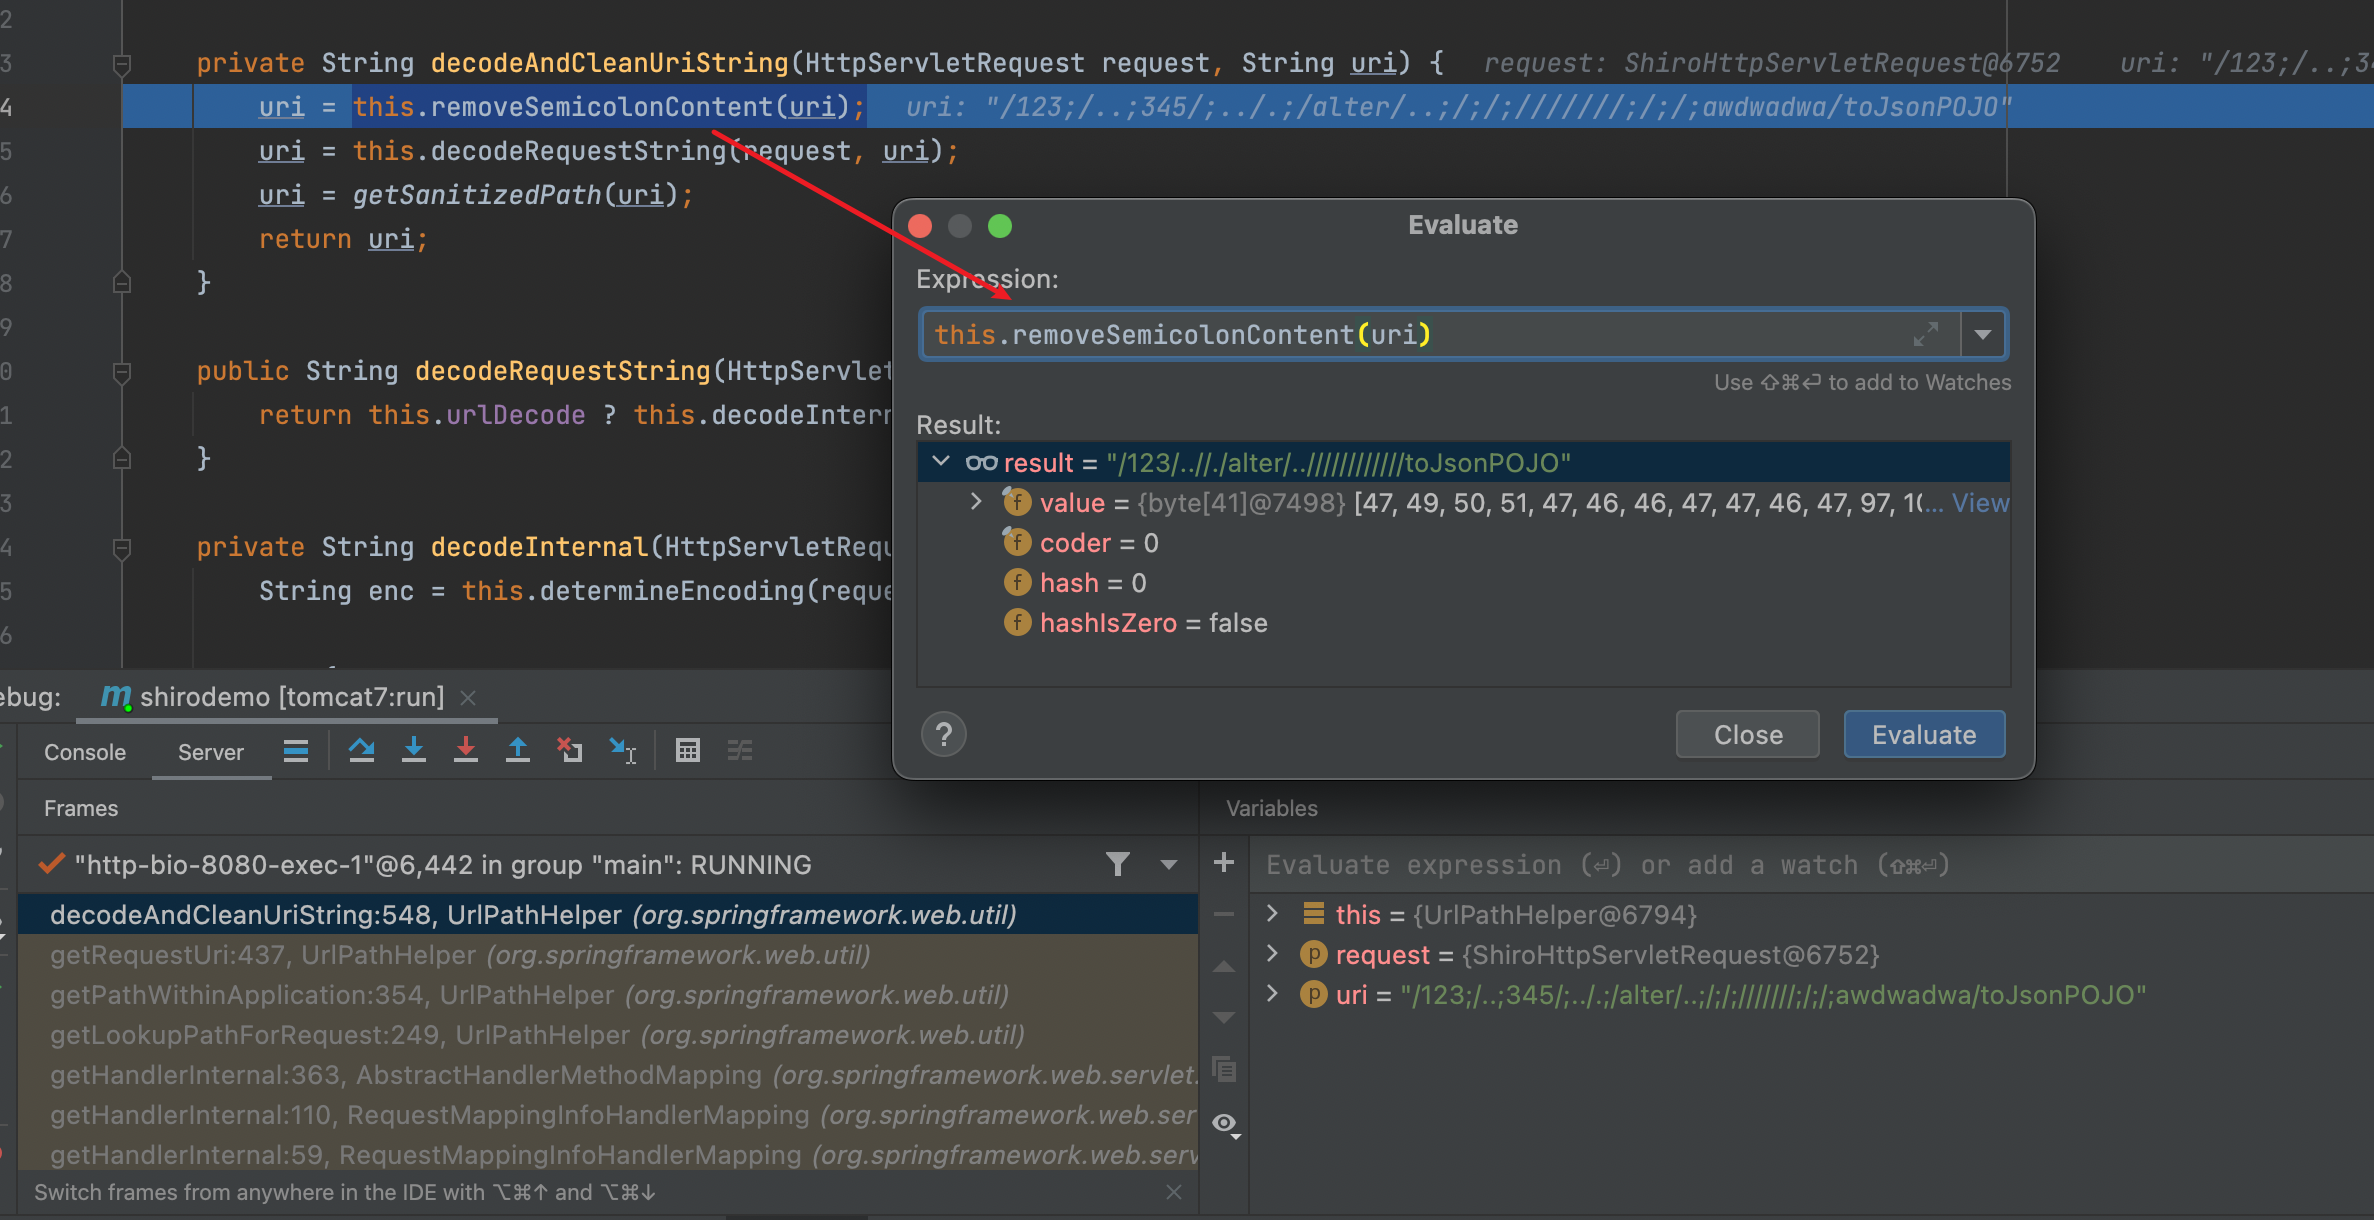 2
3 private String decodeAndCleanUriString(HttpServletRequest request, String uri) { request: ShiroHttpServletRequest@6752 uri: "/123;/..;34
4 uri = this.removeSemicolonContent(uri); uri: "/123;/..;345/;../.;/alter/..;/;/;///////;/;/;awdwadwa/toJsonPOJO"
5 uri = this.decodeRequestString(request, uri);
6 uri = getSanitizedPath(uri);
7 return uri;
8 }
9
0 public String decodeRequestString(HttpServlet
1 return this.urlDecode ? this.decodeIntern
2 }
3
4 private String decodeInternal(HttpServletRequ
5 String enc = this.determineEncoding(reque
6
Evaluate
Expression:
this.removeSemicolonContent(uri)
Use ⇧⌘⏎ to add to Watches
Result:
result = "/123/..//./alter/..////////////toJsonPOJO"
value = {byte[41]@7498} [47, 49, 50, 51, 47, 46, 46, 47, 47, 46, 47, 97, 10... View
coder = 0
hash = 0
hashIsZero = false
? Close Evaluate
ebug: shirodemo [tomcat7:run]
Console Server
Frames
"http-bio-8080-exec-1"@6,442 in group "main": RUNNING
decodeAndCleanUriString:548, UrlPathHelper (org.springframework.web.util)
getRequestUri:437, UrlPathHelper (org.springframework.web.util)
getPathWithinApplication:354, UrlPathHelper (org.springframework.web.util)
getLookupPathForRequest:249, UrlPathHelper (org.springframework.web.util)
getHandlerInternal:363, AbstractHandlerMethodMapping (org.springframework.web.servlet.
getHandlerInternal:110, RequestMappingInfoHandlerMapping (org.springframework.web.ser
getHandlerInternal:59, RequestMappingInfoHandlerMapping (org.springframework.web.serv
Switch frames from anywhere in the IDE with ⌥⌘↑ and ⌥⌘↓
Variables
Evaluate expression (⏎) or add a watch (⇧⌘⏎)
this = {UrlPathHelper@6794}
request = {ShiroHttpServletRequest@6752}
uri = "/123;/..;345/;../.;/alter/..;/;/;///////;/;/;awdwadwa/toJsonPOJO"